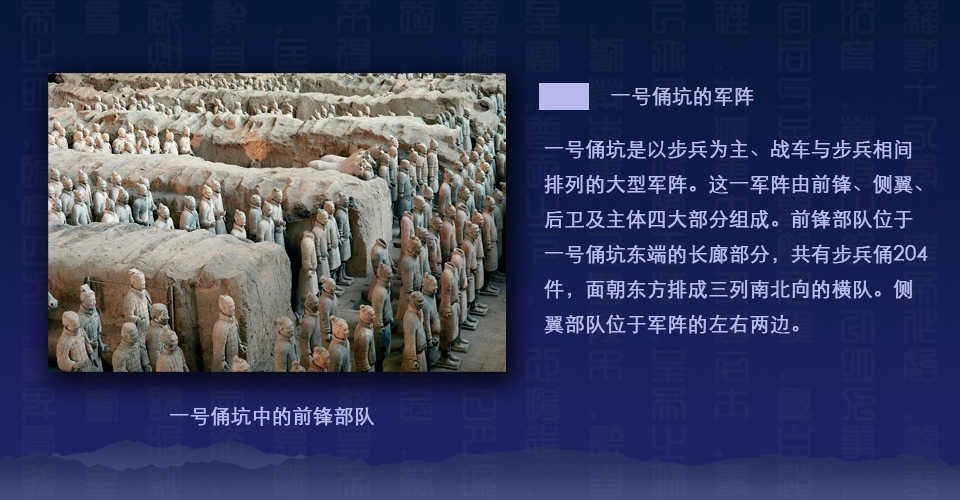 一号俑坑的军阵
一号俑坑是以步兵为主、战车与步兵相间
排列的大型军阵。这一军阵由前锋、侧翼、
后卫及主体四大部分组成。前锋部队位于
一号俑坑东端的长廊部分，共有步兵俑204
件，面朝东方排成三列南北向的横队。侧
翼部队位于军阵的左右两边。
一号俑坑中的前锋部队